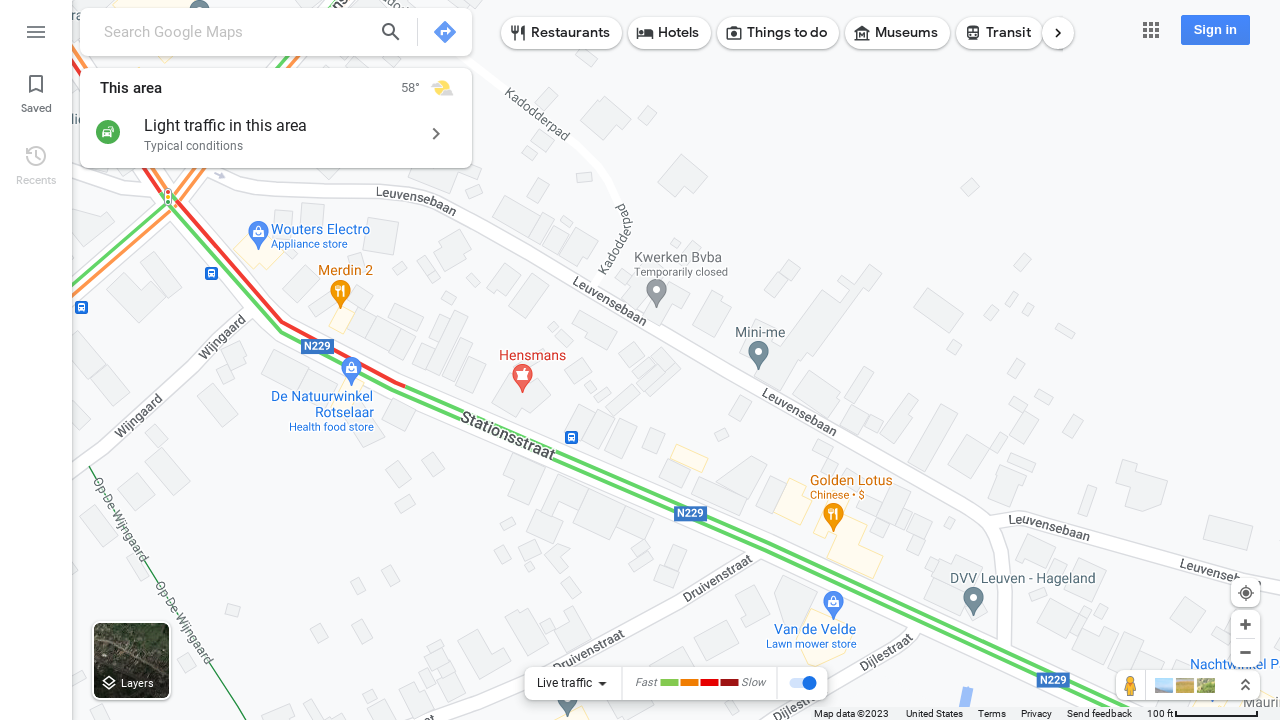 Search Google Maps
Restaurants
Hotels
Things to do
Museums
Transit
Sign in
Saved
Recents
This area
58°
Light traffic in this area
Typical conditions
Kadodderpad
Leuvensebaan
Kadodderpad
Wouters Electro
Appliance store
Kwerken Bvba
Temporarily closed
Merdin 2
Leuvensebaan
Mini-me
Wijngaard
N229
Hensmans
De Natuurwinkel
Rotselaar
Health food store
Wijngaard
Leuvensebaan
Stationsstraat
Golden Lotus
Chinese • $
N229
Op-De-Wijngaard
Leuvensebaan
Leuvensebaan
Druivenstraat
DVV Leuven - Hageland
Op-De-Wijngaard
Van de Velde
Lawn mower store
Druivenstraat
Dijlestraat
Nachtwinkel P
N229
Mauri
Layers
Live traffic
Fast
Slow
Map data ©2023
United States
Terms
Privacy
Send feedback
100 ft